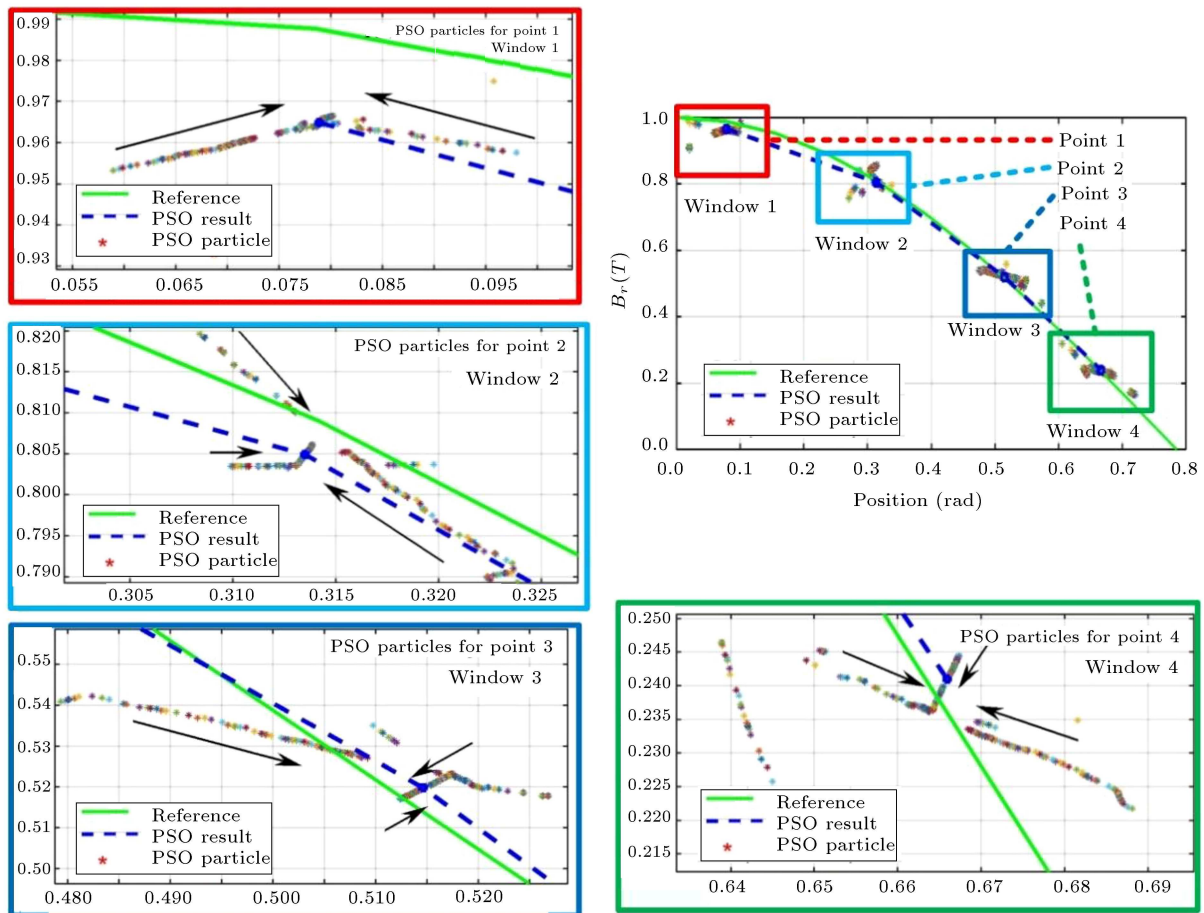 0.99
0.98
0.97
0.96
0.95
0.94
0.93
0.055 0.065 0.075 0.085 0.095
PSO particles for point 1
Window 1
Reference
PSO result
PSO particle
1.0
0.8
0.6
0.4
0.2
0.0
0.0 0.1 0.2 0.3 0.4 0.5 0.6 0.7 0.8
B_r(T)
Position (rad)
Window 1
Window 2
Window 3
Window 4
Point 1
Point 2
Point 3
Point 4
Reference
PSO result
PSO particle
0.820
0.815
0.810
0.805
0.800
0.795
0.790
0.305 0.310 0.315 0.320 0.325
PSO particles for point 2
Window 2
Reference
PSO result
PSO particle
0.55
0.54
0.53
0.52
0.51
0.50
0.480 0.490 0.500 0.510 0.520
PSO particles for point 3
Window 3
Reference
PSO result
PSO particle
0.250
0.245
0.240
0.235
0.230
0.225
0.220
0.215
0.64 0.65 0.66 0.67 0.68 0.69
PSO particles for point 4
Window 4
Reference
PSO result
PSO particle